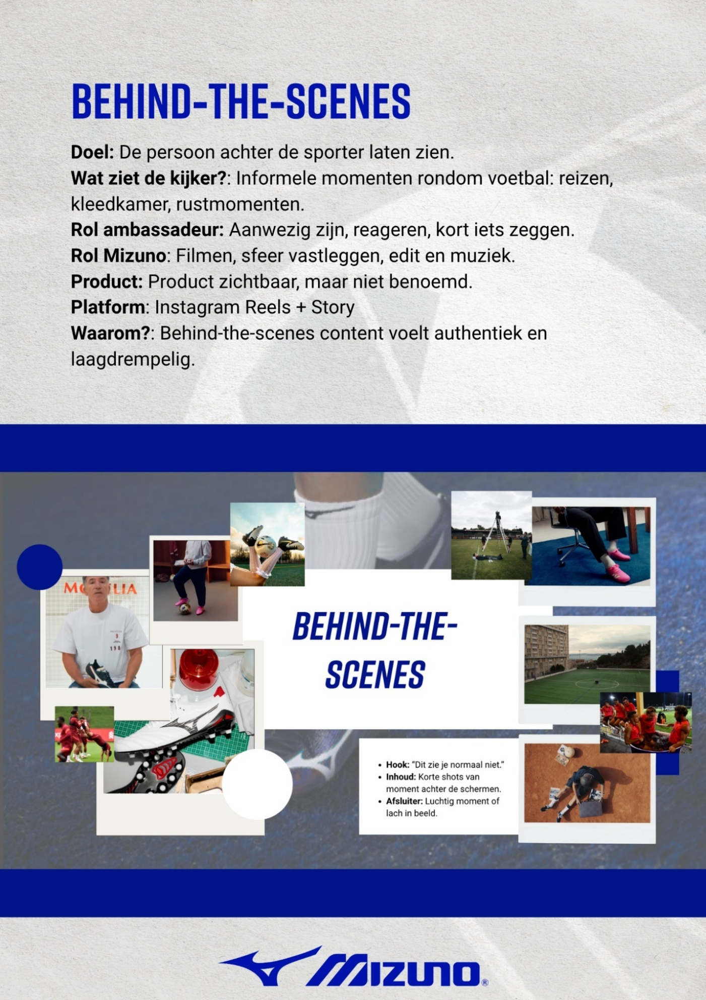 BEHIND-THE-SCENES
Doel: De persoon achter de sporter laten zien.
Wat ziet de kijker?: Informele momenten rondom voetbal: reizen,
kleedkamer, rustmomenten.
Rol ambassadeur: Aanwezig zijn, reageren, kort iets zeggen.
Rol Mizuno: Filmen, sfeer vastleggen, edit en muziek.
Product: Product zichtbaar, maar niet benoemd.
Platform: Instagram Reels + Story
Waarom?: Behind-the-scenes content voelt authentiek en
laagdrempelig.
BEHIND-THE-
SCENES
• Hook: “Dit zie je normaal niet.”
• Inhoud: Korte shots van
moment achter de schermen.
• Afsluiter: Luchtig moment of
lach in beeld.
MIZUNO®